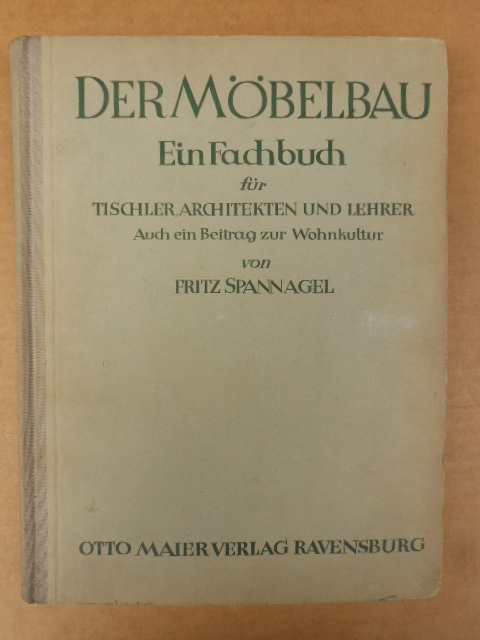 DER MÖBELBAU
Ein Fachbuch
für
TISCHLER, ARCHITEKTEN UND LEHRER
Auch ein Beitrag zur Wohnkultur
von
FRITZ SPANNAGEL
OTTO MAIER VERLAG RAVENSBURG